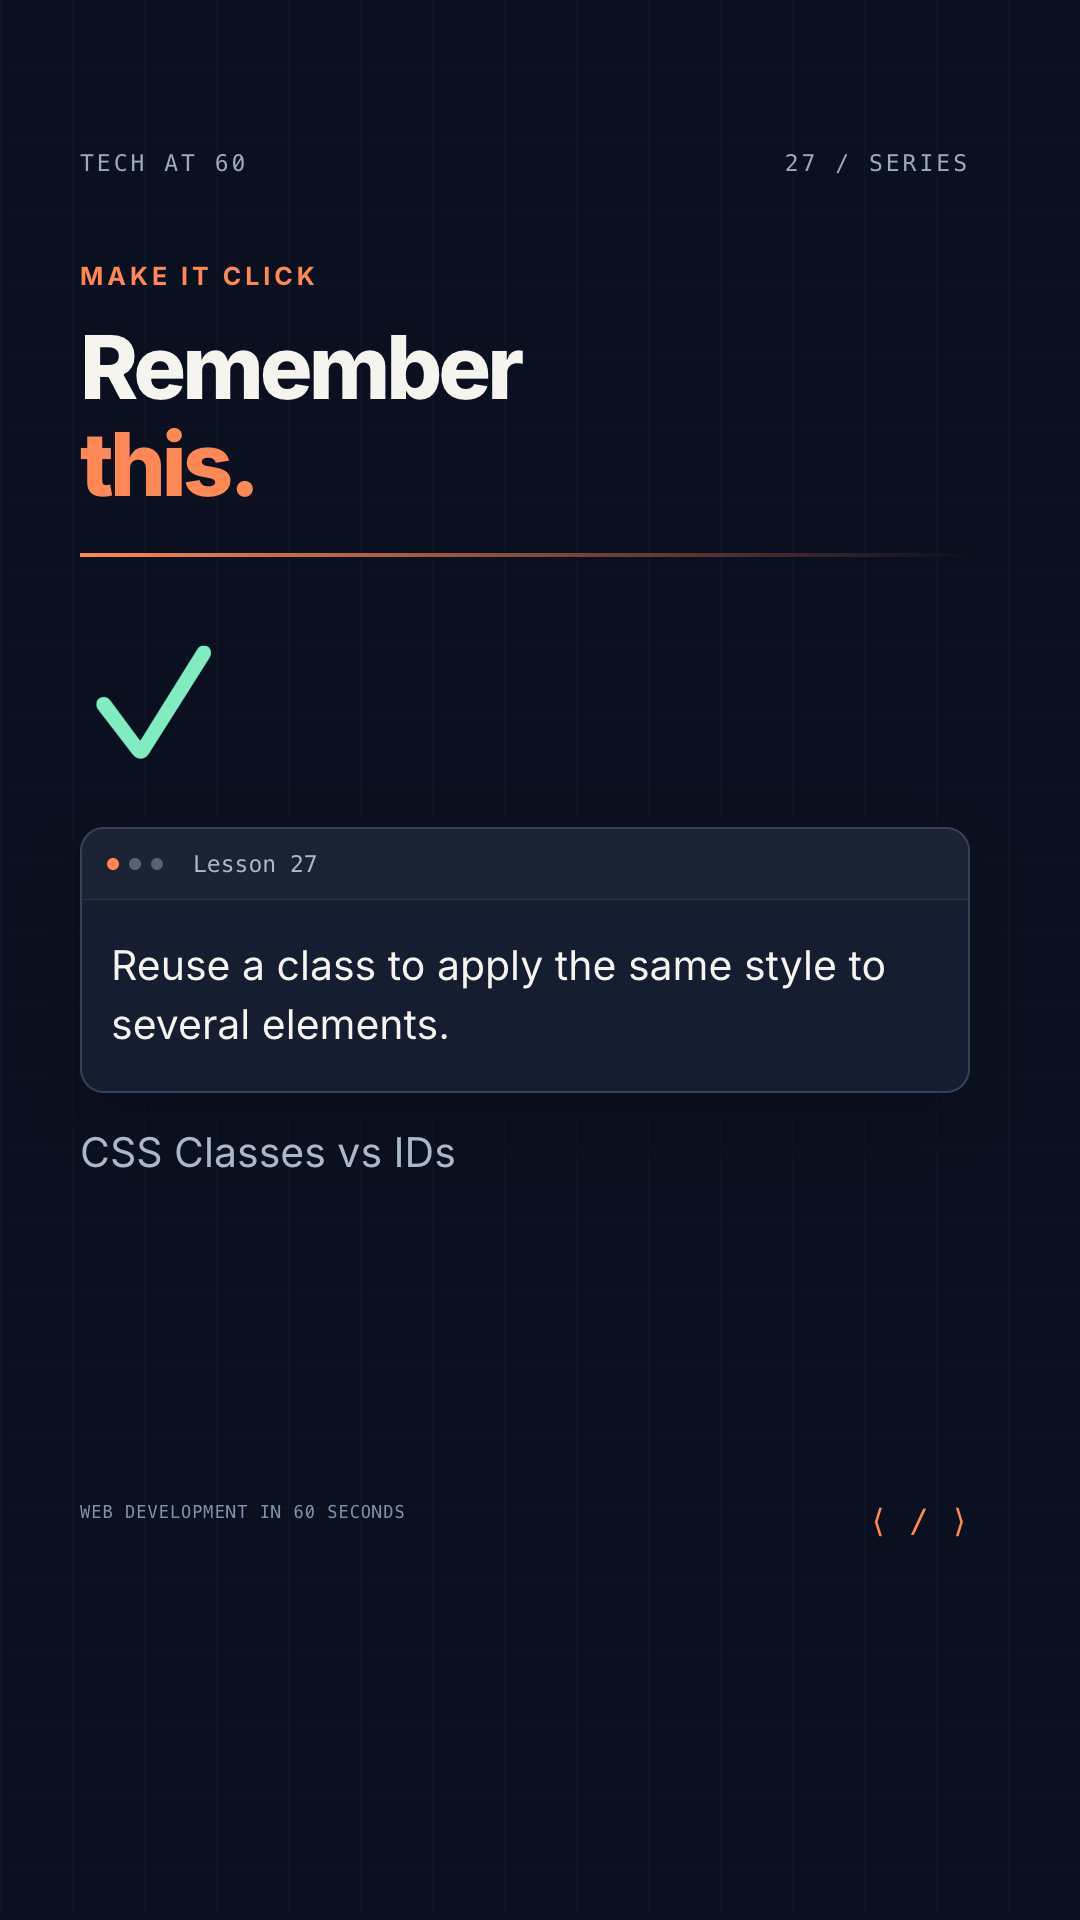 TECH AT 60
27 / SERIES
MAKE IT CLICK
Remember
this.
Lesson 27
Reuse a class to apply the same style to
several elements.
CSS Classes vs IDs
WEB DEVELOPMENT IN 60 SECONDS
⟨ / ⟩